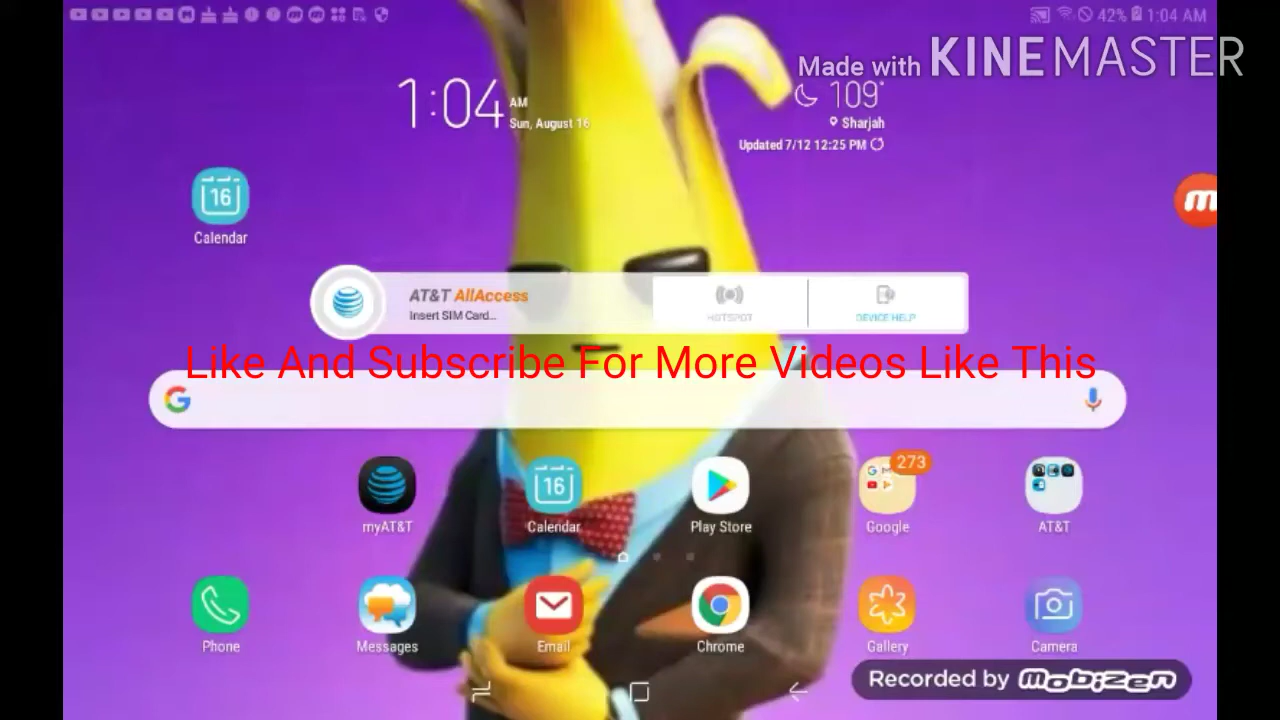 42% 1:04 AM
Made with KINEMASTER
1:04 AM
Sun, August 16
109°
Sharjah
Updated 7/12 12:25 PM
16
Calendar
AT&T AllAccess
Insert SIM Card...
HOTSPOT
DEVICE HELP
Like And Subscribe For More Videos Like This
myAT&T
16
Calendar
Play Store
273
Google
AT&T
Phone
Messages
Email
Chrome
Gallery
Camera
Recorded by mobizen